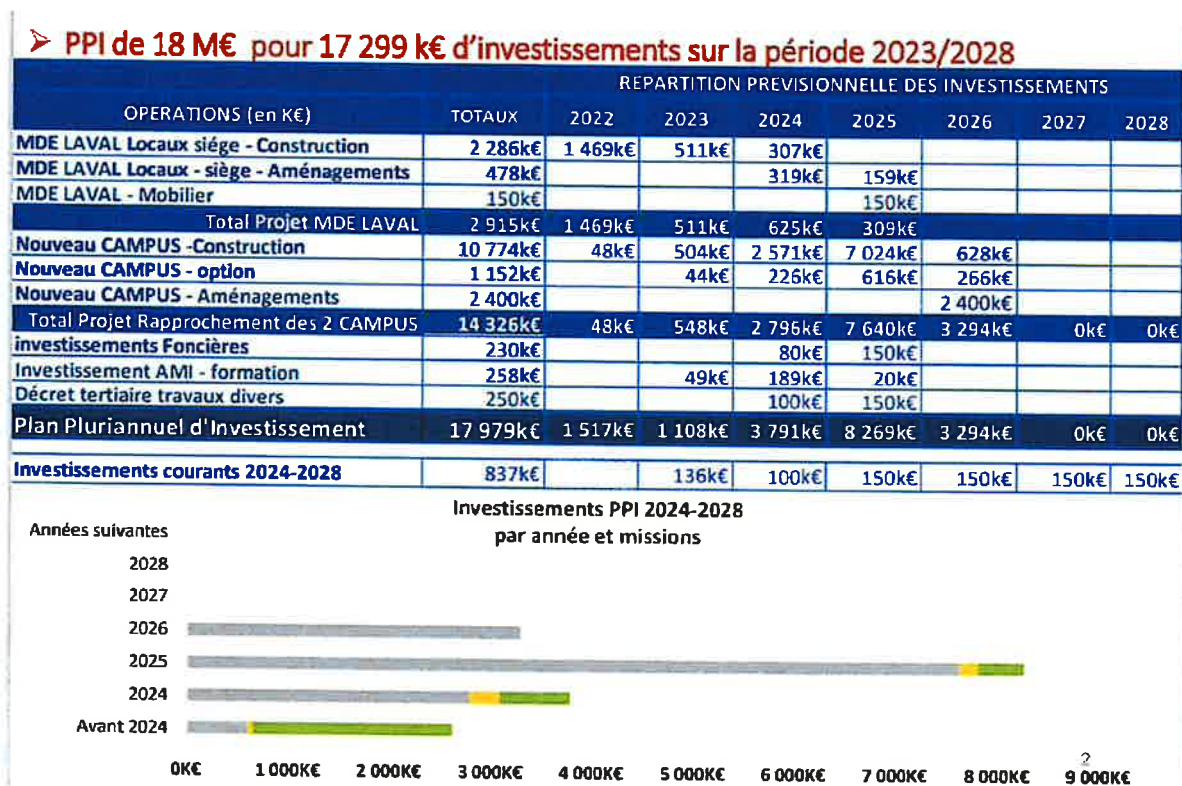 ➤ PPI de 18 M€ pour 17 299 k€ d'investissements sur la période 2023/2028
REPARTITION PREVISIONNELLE DES INVESTISSEMENTS
OPERATIONS (en K€) TOTAUX 2022 2023 2024 2025 2026 2027 2028
MDE LAVAL Locaux siége - Construction 2 286k€ 1 469k€ 511k€ 307k€
MDE LAVAL Locaux - siège - Aménagements 478k€ 319k€ 159k€
MDE LAVAL - Mobilier 150k€ 150k€
Total Projet MDE LAVAL 2 915k€ 1 469k€ 511k€ 625k€ 309k€
Nouveau CAMPUS -Construction 10 774k€ 48k€ 504k€ 2 571k€ 7 024k€ 628k€
Nouveau CAMPUS - option 1 152k€ 44k€ 226k€ 616k€ 266k€
Nouveau CAMPUS - Aménagements 2 400k€ 2 400k€
Total Projet Rapprochement des 2 CAMPUS 14 326k€ 48k€ 548k€ 2 796k€ 7 640k€ 3 294k€ 0k€ 0k€
investissements Foncières 230k€ 80k€ 150k€
Investissement AMI - formation 258k€ 49k€ 189k€ 20k€
Décret tertiaire travaux divers 250k€ 100k€ 150k€
Plan Pluriannuel d'Investissement 17 979k€ 1 517k€ 1 108k€ 3 791k€ 8 269k€ 3 294k€ 0k€ 0k€
Investissements courants 2024-2028 837k€ 136k€ 100k€ 150k€ 150k€ 150k€ 150k€
Investissements PPI 2024-2028
par année et missions
Années suivantes
2028
2027
2026
2025
2024
Avant 2024
0K€ 1 000K€ 2 000K€ 3 000K€ 4 000K€ 5 000K€ 6 000K€ 7 000K€ 8 000K€ 9 000K€
2